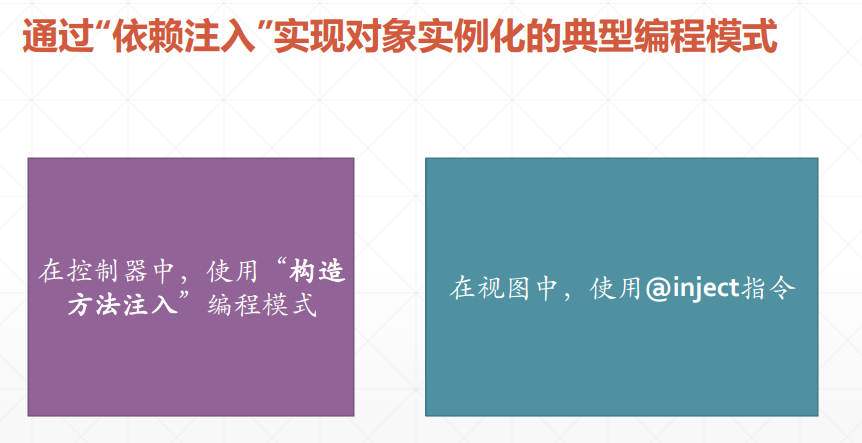 通过“依赖注入”实现对象实例化的典型编程模式
在控制器中，使用“构造
方法注入”编程模式
在视图中，使用@inject指令